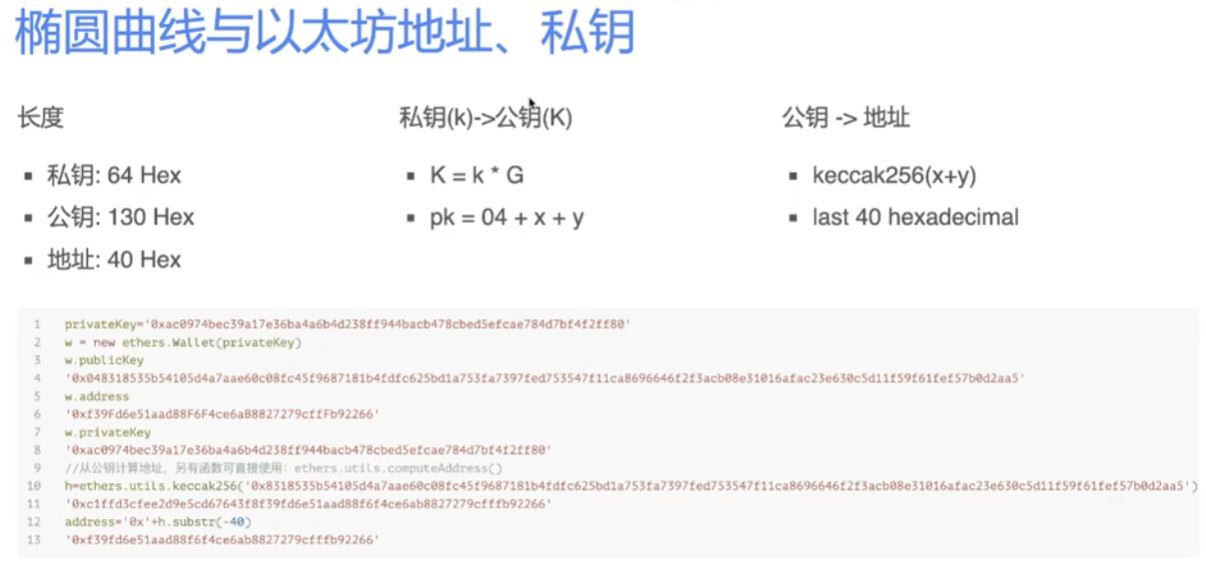 椭圆曲线与以太坊地址、私钥
长度
▪ 私钥: 64 Hex
▪ 公钥: 130 Hex
▪ 地址: 40 Hex
私钥(k)->公钥(K)
▪ K = k * G
▪ pk = 04 + x + y
公钥 -> 地址
▪ keccak256(x+y)
▪ last 40 hexadecimal
1 privateKey='0xac0974bec39a17e36ba4a6b4d238ff944bacb478cbed5efcae784d7bf4f2ff80'
2 w = new ethers.Wallet(privateKey)
3 w.publicKey
4 '0x048318535b54105d4a7aae60c08fc45f9687181b4fdfc625bd1a753fa7397fed753547f11ca8696646f2f3acb08e31016afac23e630c5d11f59f61fef57b0d2aa5'
5 w.address
6 '0xf39Fd6e51aad88F6F4ce6aB8827279cffFb92266'
7 w.privateKey
8 '0xac0974bec39a17e36ba4a6b4d238ff944bacb478cbed5efcae784d7bf4f2ff80'
9 //从公钥计算地址，另有函数可直接使用：ethers.utils.computeAddress()
10 h=ethers.utils.keccak256('0x8318535b54105d4a7aae60c08fc45f9687181b4fdfc625bd1a753fa7397fed753547f11ca8696646f2f3acb08e31016afac23e630c5d11f59f61fef57b0d2aa5')
11 '0xc1ffd3cfee2d9e5cd67643f8f39fd6e51aad88f6f4ce6ab8827279cfffb92266'
12 address='0x'+h.substr(-40)
13 '0xf39fd6e51aad88f6f4ce6ab8827279cfffb92266'